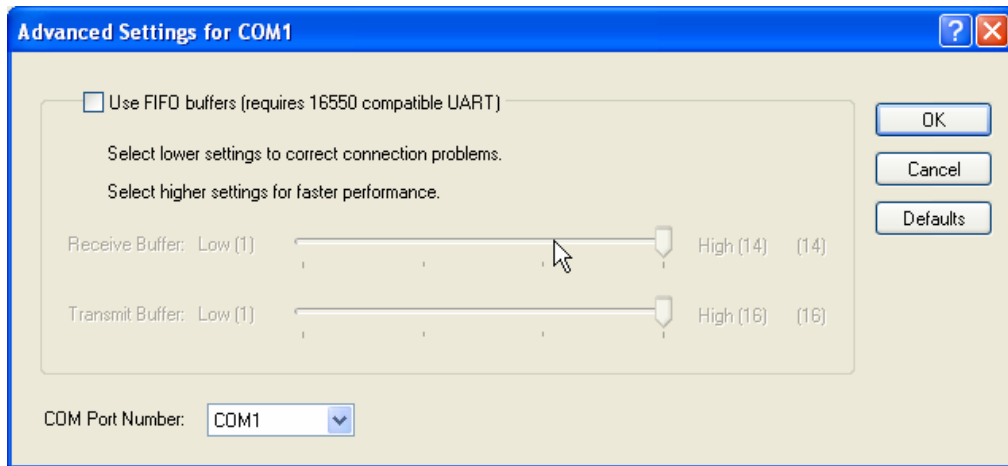 Advanced Settings for COM1
Use FIFO buffers (requires 16550 compatible UART)
Select lower settings to correct connection problems.
Select higher settings for faster performance.
Receive Buffer: Low (1) High (14) (14)
Transmit Buffer: Low (1) High (16) (16)
COM Port Number: COM1
OK
Cancel
Defaults